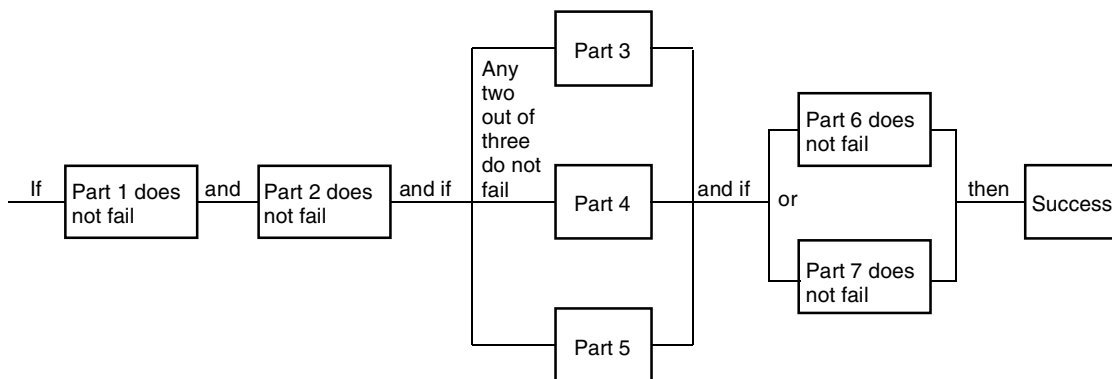 If
Part 1 does
not fail
and
Part 2 does
not fail
and if
Any
two
out of
three
do not
fail
Part 3
Part 4
Part 5
and if
or
Part 6 does
not fail
Part 7 does
not fail
then
Success